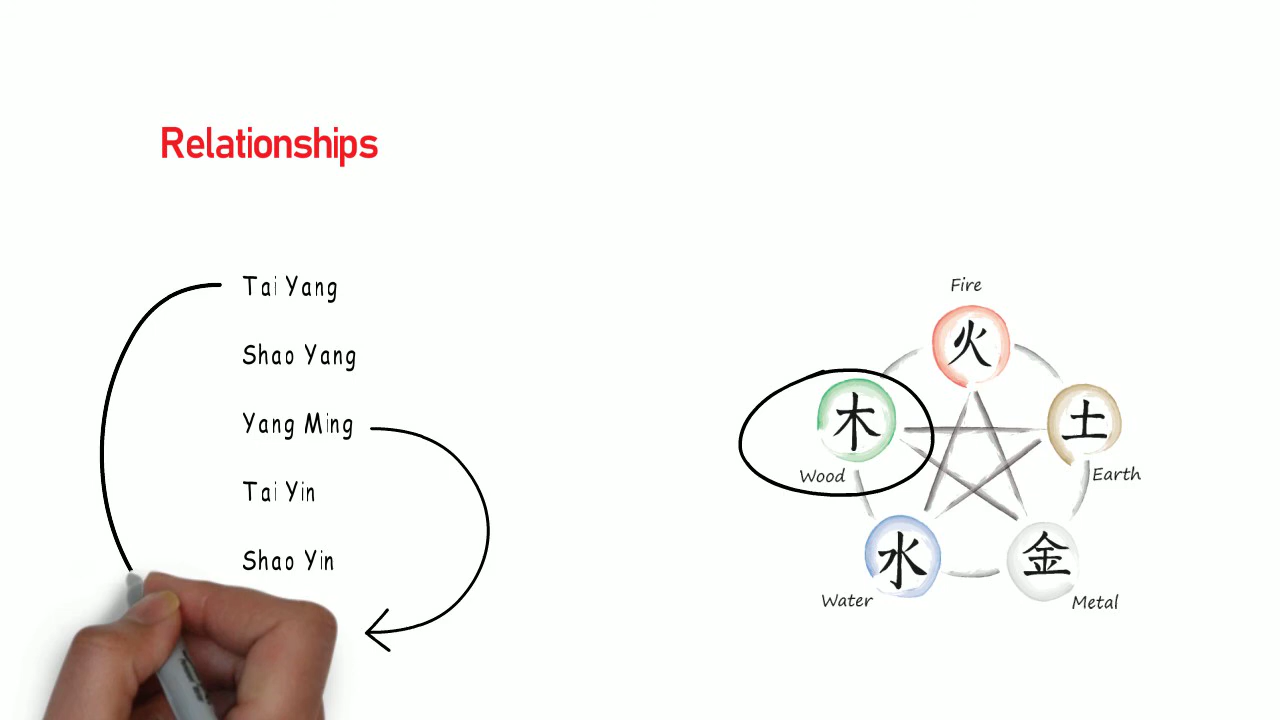 Relationships
Tai Yang
Shao Yang
Yang Ming
Tai Yin
Shao Yin
Fire
火
木
土
Wood
Earth
水
金
Water
Metal